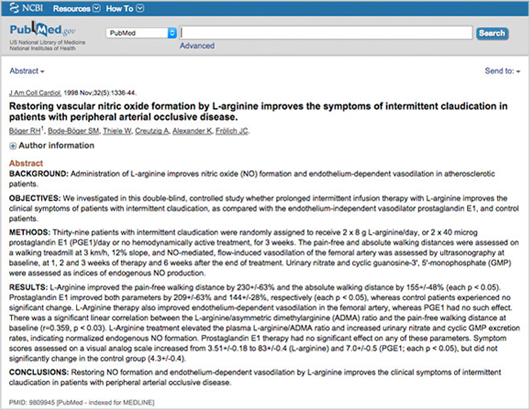 NCBI Resources How To
PubMed.gov
US National Library of Medicine
National Institutes of Health
PubMed
Search
Advanced
Abstract
Send to:
J Am Coll Cardiol. 1998 Nov;32(5):1336-44.
Restoring vascular nitric oxide formation by L-arginine improves the symptoms of intermittent claudication in
patients with peripheral arterial occlusive disease.
Böger RH1, Bode-Böger SM, Thiele W, Creutzig A, Alexander K, Frölich JC.
Author information
Abstract
BACKGROUND: Administration of L-arginine improves nitric oxide (NO) formation and endothelium-dependent vasodilation in atherosclerotic
patients.
OBJECTIVES: We investigated in this double-blind, controlled study whether prolonged intermittent infusion therapy with L-arginine improves the
clinical symptoms of patients with intermittent claudication, as compared with the endothelium-independent vasodilator prostaglandin E1, and control
patients.
METHODS: Thirty-nine patients with intermittent claudication were randomly assigned to receive 2 x 8 g L-arginine/day, or 2 x 40 microg
prostaglandin E1 (PGE1)/day or no hemodynamically active treatment, for 3 weeks. The pain-free and absolute walking distances were assessed on
a walking treadmill at 3 km/h, 12% slope, and NO-mediated, flow-induced vasodilation of the femoral artery was assessed by ultrasonography at
baseline, at 1, 2 and 3 weeks of therapy and 6 weeks after the end of treatment. Urinary nitrate and cyclic guanosine-3', 5'-monophosphate (GMP)
were assessed as indices of endogenous NO production.
RESULTS: L-Arginine improved the pain-free walking distance by 230+/-63% and the absolute walking distance by 155+/-48% (each p < 0.05).
Prostaglandin E1 improved both parameters by 209+/-63% and 144+/-28%, respectively (each p < 0.05), whereas control patients experienced no
significant change. L-Arginine therapy also improved endothelium-dependent vasodilation in the femoral artery, whereas PGE1 had no such effect.
There was a significant linear correlation between the L-arginine/asymmetric dimethylarginine (ADMA) ratio and the pain-free walking distance at
baseline (r=0.359, p < 0.03). L-Arginine treatment elevated the plasma L-arginine/ADMA ratio and increased urinary nitrate and cyclic GMP excretion
rates, indicating normalized endogenous NO formation. Prostaglandin E1 therapy had no significant effect on any of these parameters. Symptom
scores assessed on a visual analog scale increased from 3.51+/-0.18 to 83+/-0.4 (L-arginine) and 7.0+/-0.5 (PGE1; each p < 0.05), but did not
significantly change in the control group (4.3+/-0.4).
CONCLUSIONS: Restoring NO formation and endothelium-dependent vasodilation by L-arginine improves the clinical symptoms of intermittent
claudication in patients with peripheral arterial occlusive disease.
PMID: 9809945 [PubMed - indexed for MEDLINE]